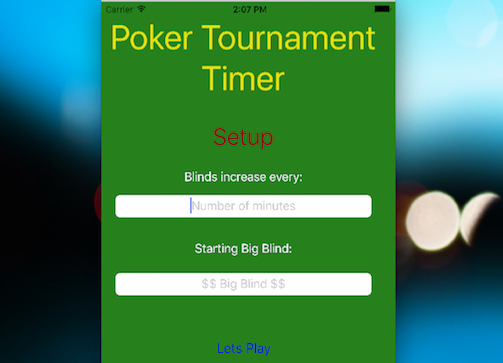 Carrier 2:07 PM
Poker Tournament
Timer
Setup
Blinds increase every:
Number of minutes
Starting Big Blind:
$$ Big Blind $$
Lets Play